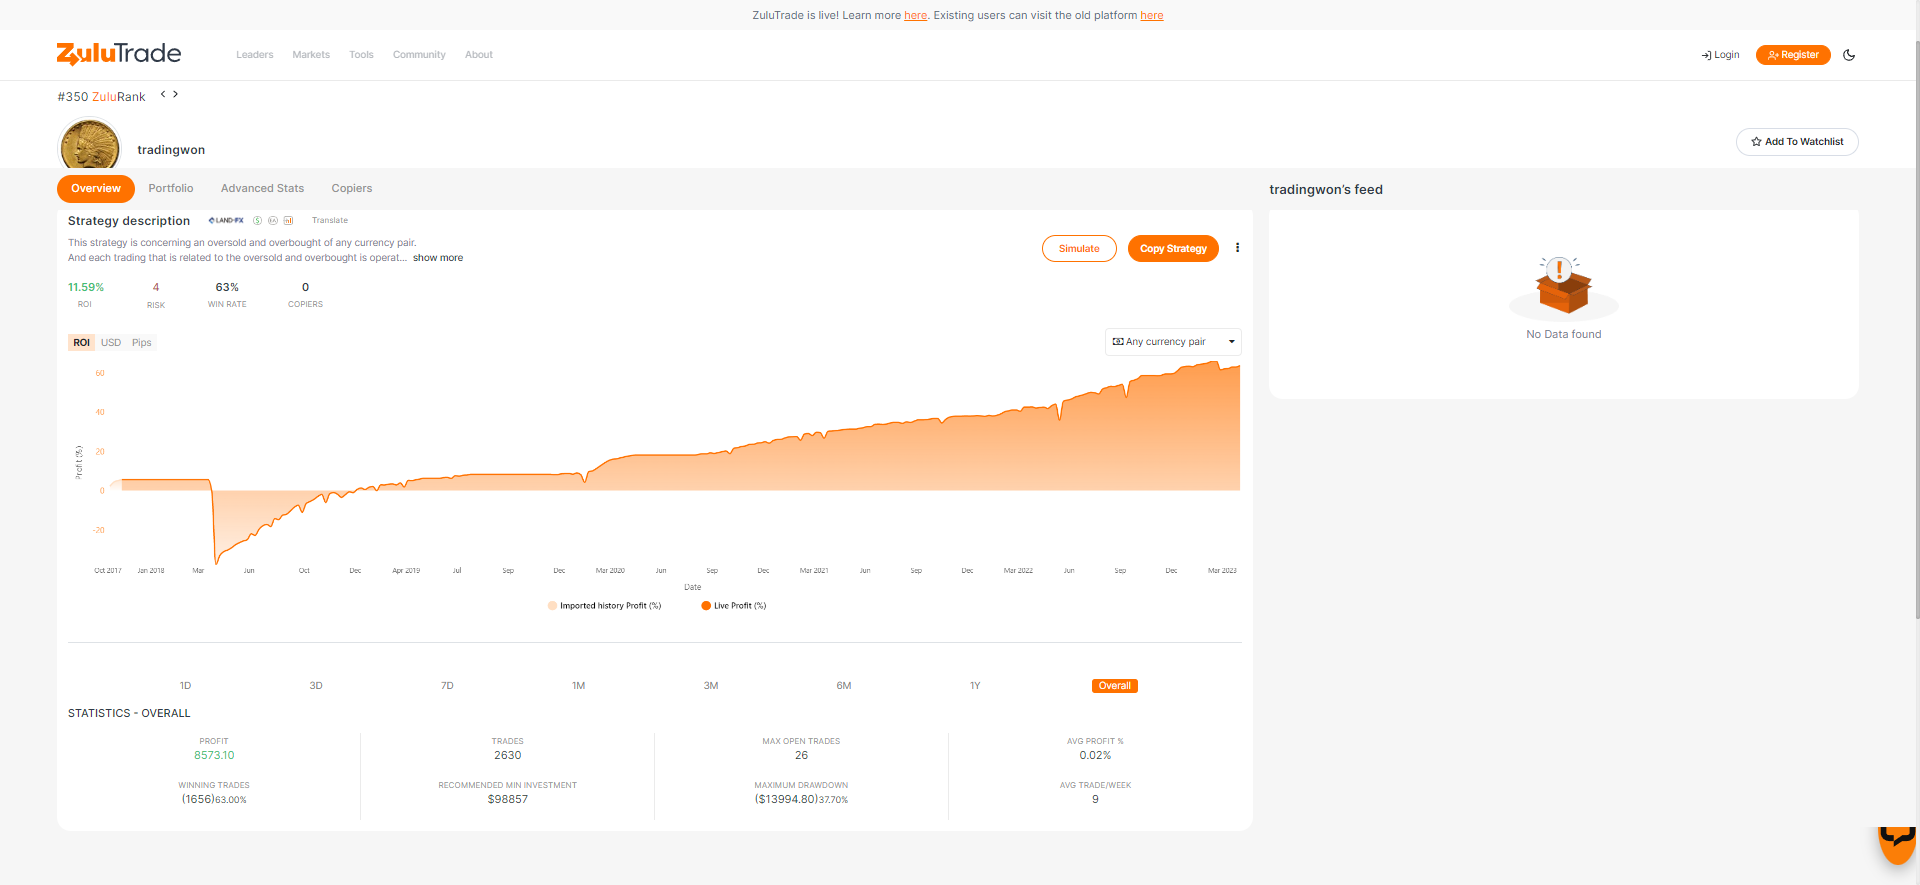 ZuluTrade is live! Learn more here. Existing users can visit the old platform here
ZuluTrade
Leaders Markets Tools Community About
Login Register
#350 ZuluRank
tradingwon
Add To Watchlist
Overview Portfolio Advanced Stats Copiers
tradingwon's feed
Strategy description LAND-FX Translate
This strategy is concerning an oversold and overbought of any currency pair.
And each trading that is related to the oversold and overbought is operat... show more
Simulate Copy Strategy
11.59% 4 63% 0
ROI RISK WIN RATE COPIERS
No Data found
ROI USD Pips
Any currency pair
60
40
20
0
-20
Profit (%)
Oct 2017 Jan 2018 Mar Jun Oct Dec Apr 2019 Jul Sep Dec Mar 2020 Jun Sep Dec Mar 2021 Jun Sep Dec Mar 2022 Jun Sep Dec Mar 2023
Date
Imported history Profit (%) Live Profit (%)
1D 3D 7D 1M 3M 6M 1Y Overall
STATISTICS - OVERALL
PROFIT TRADES MAX OPEN TRADES AVG PROFIT %
8573.10 2630 26 0.02%
WINNING TRADES RECOMMENDED MIN INVESTMENT MAXIMUM DRAWDOWN AVG TRADE/WEEK
(1656)63.00% $98857 ($13994.80)37.70% 9